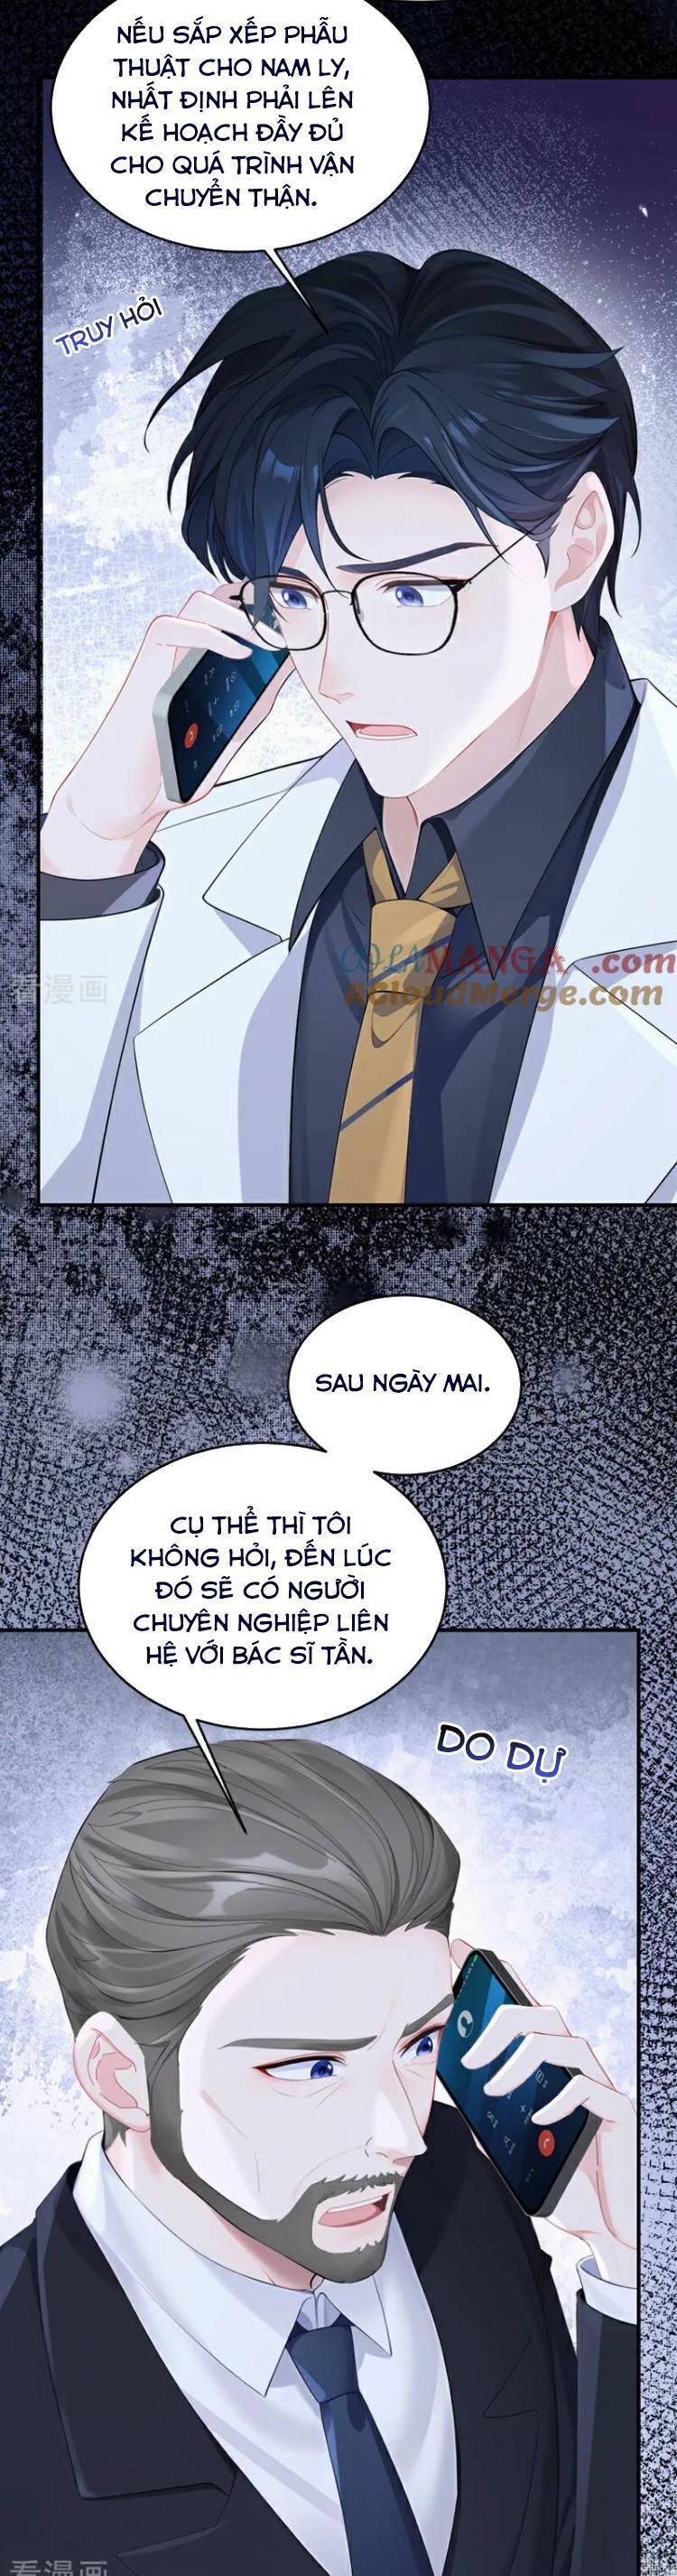 NẾU SẮP XẾP PHẪU
THUẬT CHO NAM LY,
NHẤT ĐỊNH PHẢI LÊN
KẾ HOẠCH ĐẦY ĐỦ
CHO QUÁ TRÌNH VẬN
CHUYỂN THẬN.
TRUY HỎI
COLAMANGA.com
ACloudMerge.com
看漫画
SAU NGÀY MAI.
CỤ THỂ THÌ TÔI
KHÔNG HỎI, ĐẾN LÚC
ĐÓ SẼ CÓ NGƯỜI
CHUYÊN NGHIỆP LIÊN
HỆ VỚI BÁC SĨ TẦN.
DO DỰ
看漫画